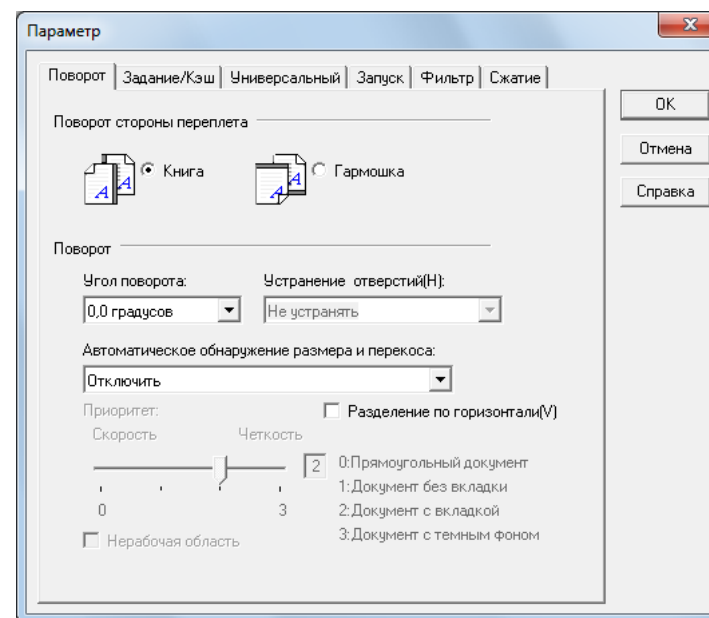 Параметр
Поворот Задание/Кэш Универсальный Запуск Фильтр Сжатие
OK
Отмена
Справка
Поворот стороны переплета
A A Книга A A Гармошка
Поворот
Угол поворота: Устранение отверстий(H):
0,0 градусов Не устранять
Автоматическое обнаружение размера и перекоса:
Отключить
Приоритет: Разделение по горизонтали(V)
Скорость Четкость
2 0:Прямоугольный документ
1:Документ без вкладки
0 3 2:Документ с вкладкой
Нерабочая область 3:Документ с темным фоном